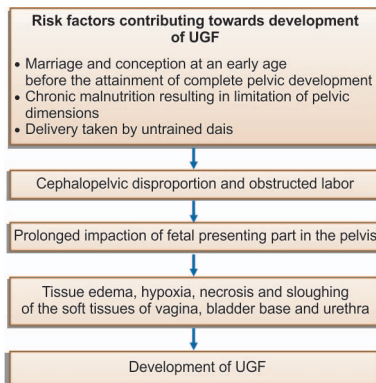 Risk factors contributing towards development
of UGF
• Marriage and conception at an early age
before the attainment of complete pelvic development
• Chronic malnutrition resulting in limitation of pelvic
dimensions
• Delivery taken by untrained dais
Cephalopelvic disproportion and obstructed labor
Prolonged impaction of fetal presenting part in the pelvis
Tissue edema, hypoxia, necrosis and sloughing
of the soft tissues of vagina, bladder base and urethra
Development of UGF